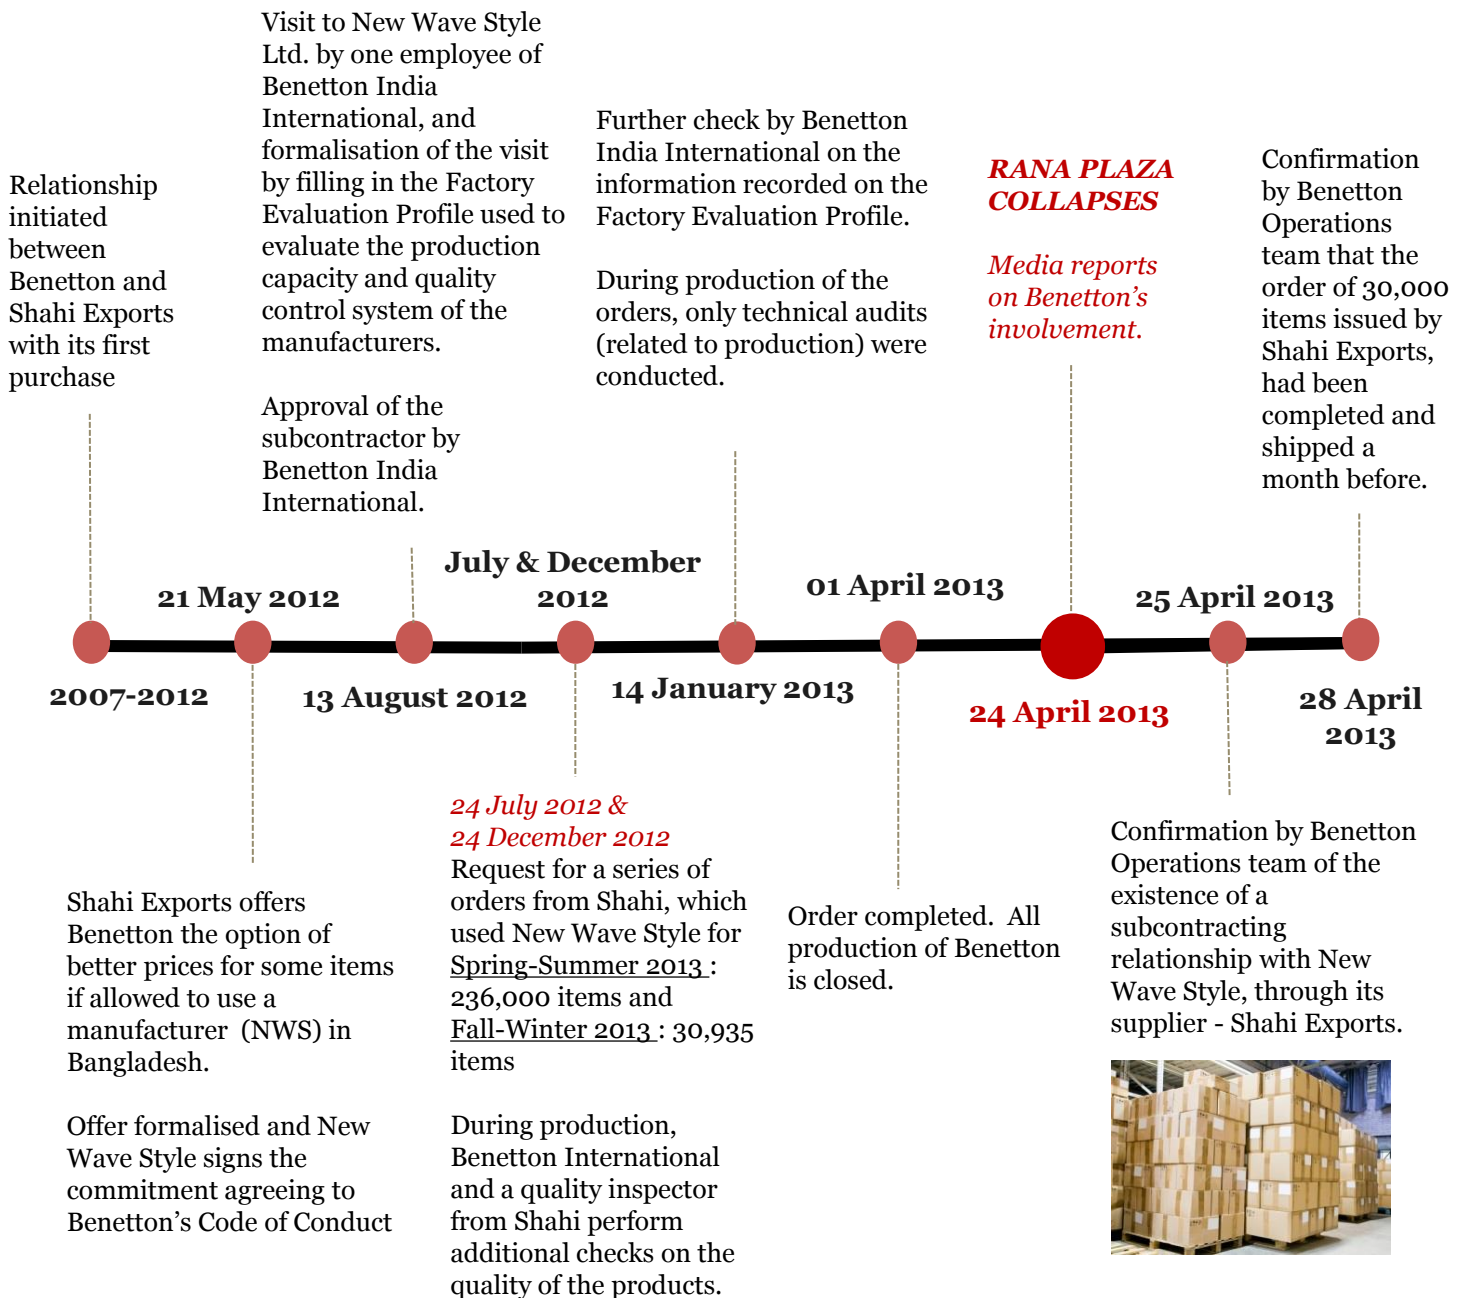 Relationship
initiated
between
Benetton and
Shahi Exports
with its first
purchase
2007-2012
21 May 2012
Shahi Exports offers
Benetton the option of
better prices for some items
if allowed to use a
manufacturer (NWS) in
Bangladesh.
Offer formalised and New
Wave Style signs the
commitment agreeing to
Benetton’s Code of Conduct
Visit to New Wave Style
Ltd. by one employee of
Benetton India
International, and
formalisation of the visit
by filling in the Factory
Evaluation Profile used to
evaluate the production
capacity and quality
control system of the
manufacturers.
Approval of the
subcontractor by
Benetton India
International.
13 August 2012
July & December
2012
24 July 2012 &
24 December 2012
Request for a series of
orders from Shahi, which
used New Wave Style for
Spring-Summer 2013 :
236,000 items and
Fall-Winter 2013 : 30,935
items
During production,
Benetton International
and a quality inspector
from Shahi perform
additional checks on the
quality of the products.
Further check by Benetton
India International on the
information recorded on the
Factory Evaluation Profile.
During production of the
orders, only technical audits
(related to production) were
conducted.
14 January 2013
01 April 2013
Order completed. All
production of Benetton
is closed.
RANA PLAZA
COLLAPSES
Media reports
on Benetton’s
involvement.
24 April 2013
25 April 2013
Confirmation by Benetton
Operations team of the
existence of a
subcontracting
relationship with New
Wave Style, through its
supplier - Shahi Exports.
Confirmation
by Benetton
Operations
team that the
order of 30,000
items issued by
Shahi Exports,
had been
completed and
shipped a
month before.
28 April
2013